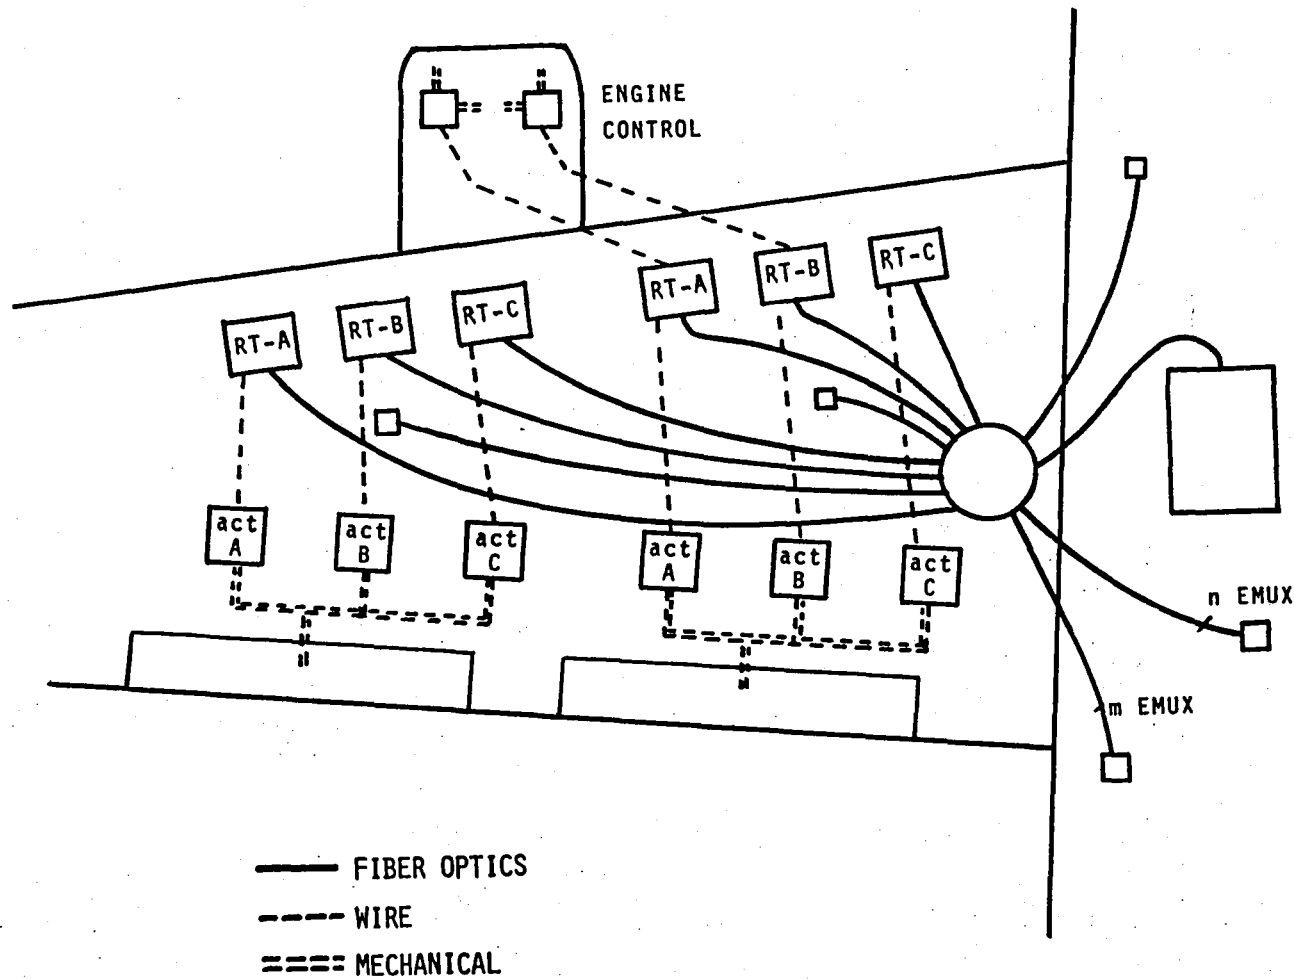 ENGINE
CONTROL
RT-A
RT-B
RT-C
RT-A
RT-B
RT-C
act
A
act
B
act
C
act
A
act
B
act
C
n EMUX
m EMUX
FIBER OPTICS
WIRE
MECHANICAL